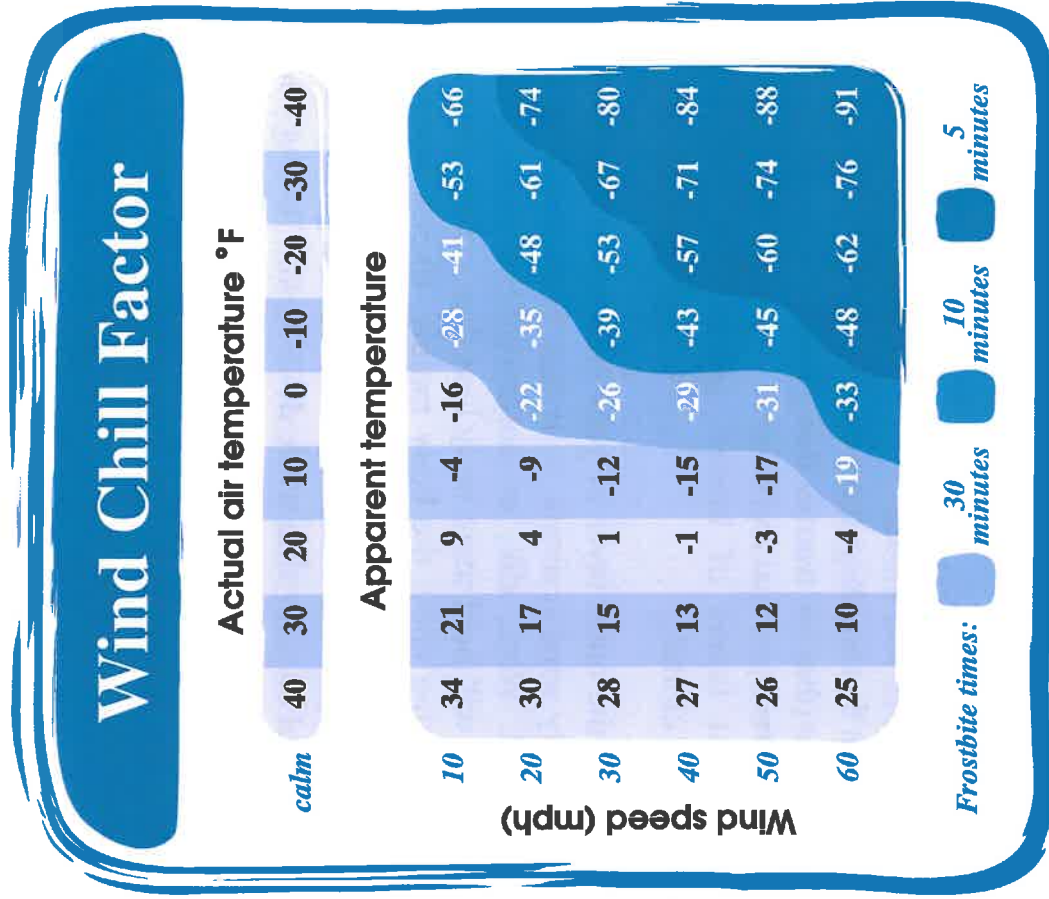 Wind Chill Factor
Actual air temperature °F
calm 40 30 20 10 0 -10 -20 -30 -40
Apparent temperature
Wind speed (mph)
10 34 21 9 -4 -16 -28 -41 -53 -66
20 30 17 4 -9 -22 -35 -48 -61 -74
30 28 15 1 -12 -26 -39 -53 -67 -80
40 27 13 -1 -15 -29 -43 -57 -71 -84
50 26 12 -3 -17 -31 -45 -60 -74 -88
60 25 10 -4 -19 -33 -48 -62 -76 -91
Frostbite times: 30 minutes 10 minutes 5 minutes